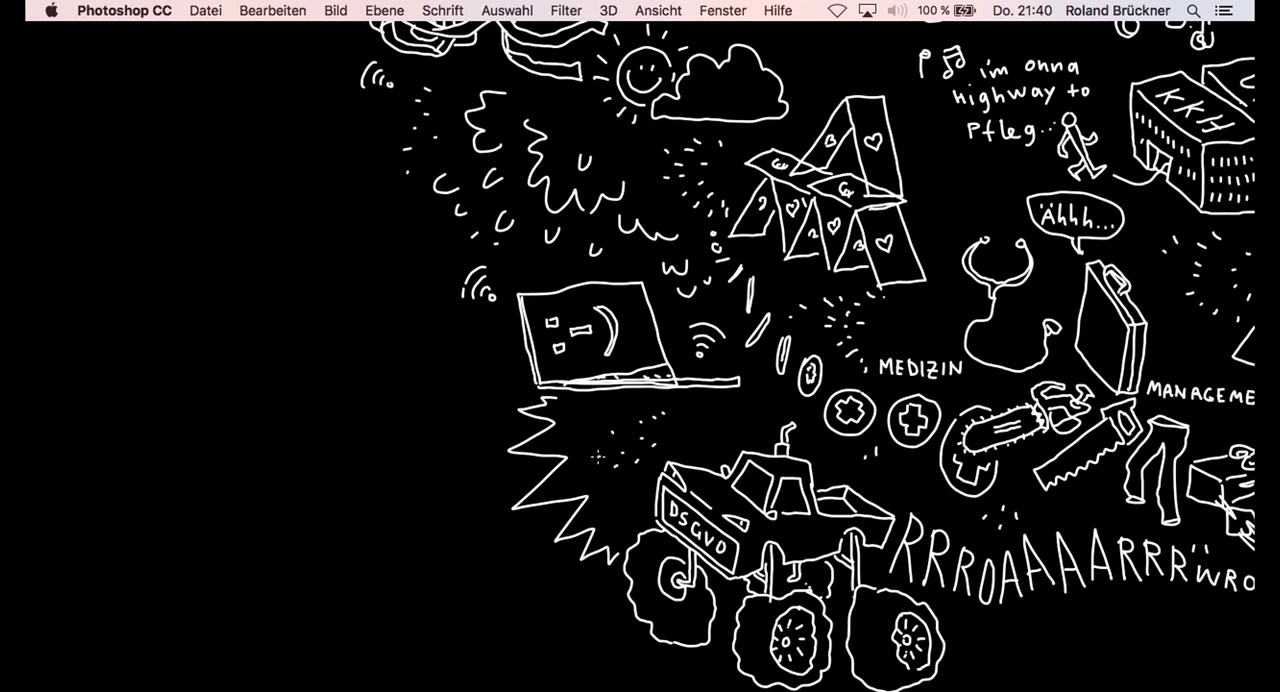 Photoshop CC Datei Bearbeiten Bild Ebene Schrift Auswahl Filter 3D Ansicht Fenster Hilfe 100 % Do. 21:40 Roland Brückner
i'm onna
highway to
Pfleg...
KKH
Ähhh...
MEDIZIN
MANAGEME
DSGVO
RRROAAAARRRR
WRO